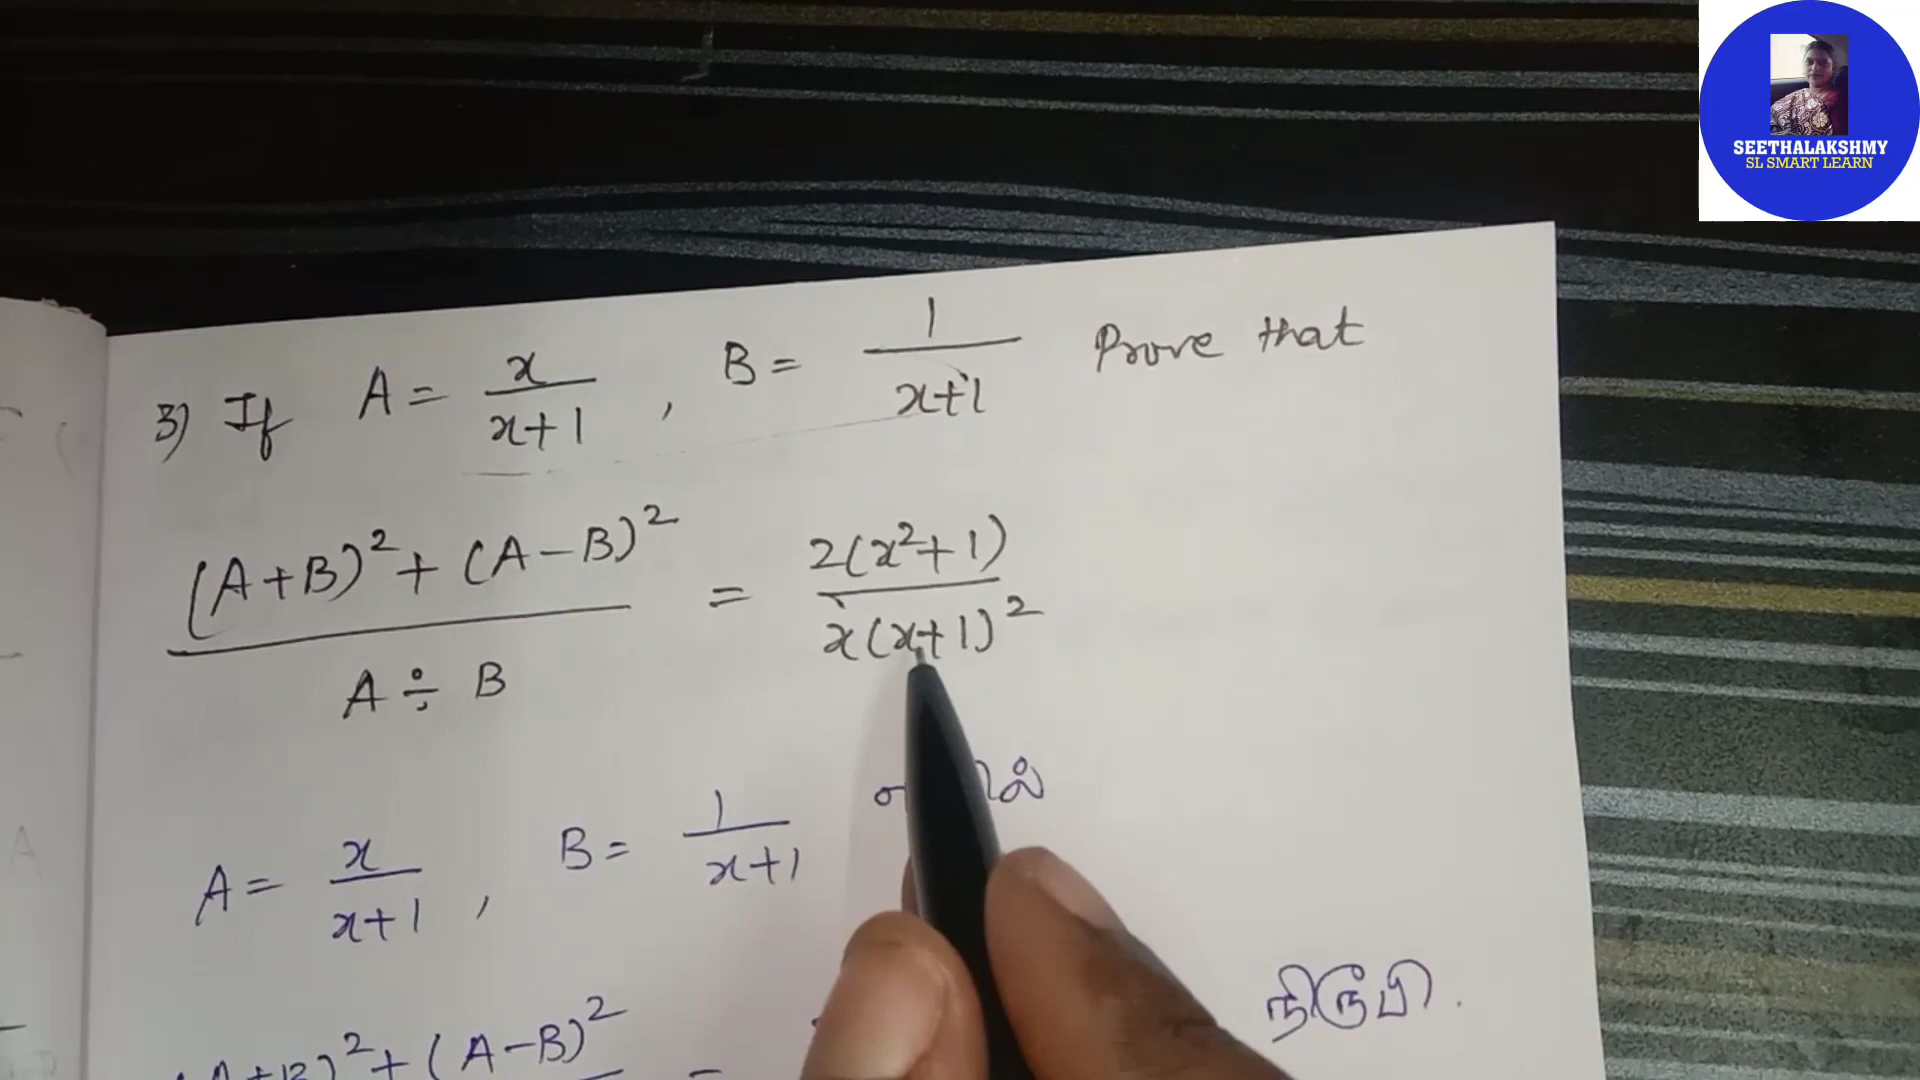 SEETHALAKSHMY
SL SMART LEARN
3) If A = x/(x+1) , B = 1/(x+1) Prove that
((A+B)²+(A-B)²)/(A ÷ B) = 2(x²+1)/(x(x+1)²)
A = x/(x+1) , B = 1/(x+1)
(A+B)²+(A-B)² = நிரூபி.